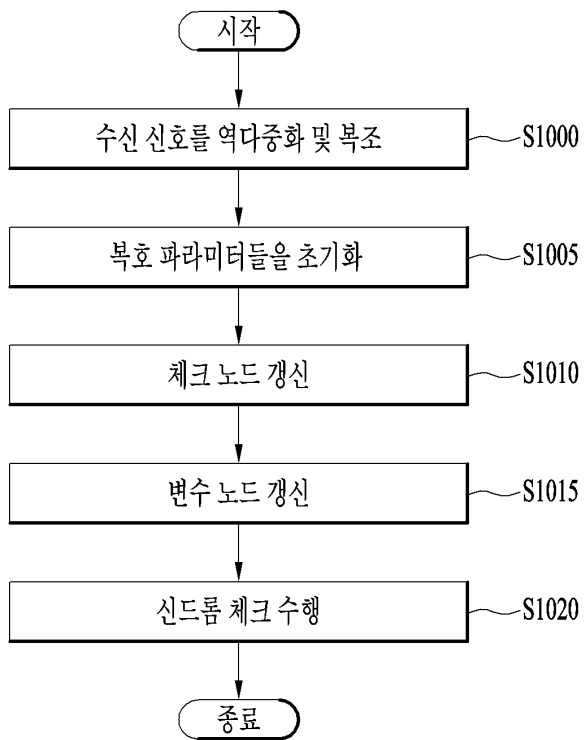 시작
수신 신호를 역다중화 및 복조
S1000
복호 파라미터들을 초기화
S1005
체크 노드 갱신
S1010
변수 노드 갱신
S1015
신드롬 체크 수행
S1020
종료